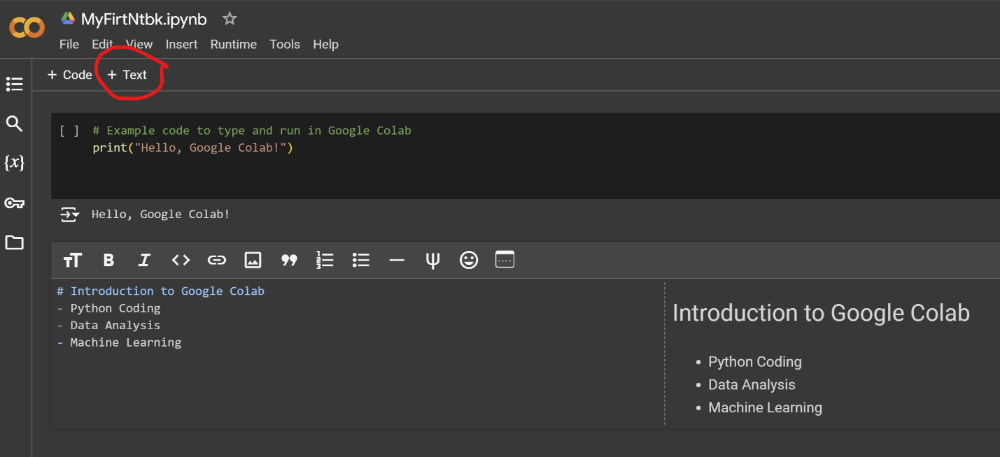 MyFirtNtbk.ipynb
File Edit View Insert Runtime Tools Help
+ Code + Text
[ ] # Example code to type and run in Google Colab
print("Hello, Google Colab!")
{x}
Hello, Google Colab!
# Introduction to Google Colab
- Python Coding
- Data Analysis
- Machine Learning
Introduction to Google Colab
• Python Coding
• Data Analysis
• Machine Learning